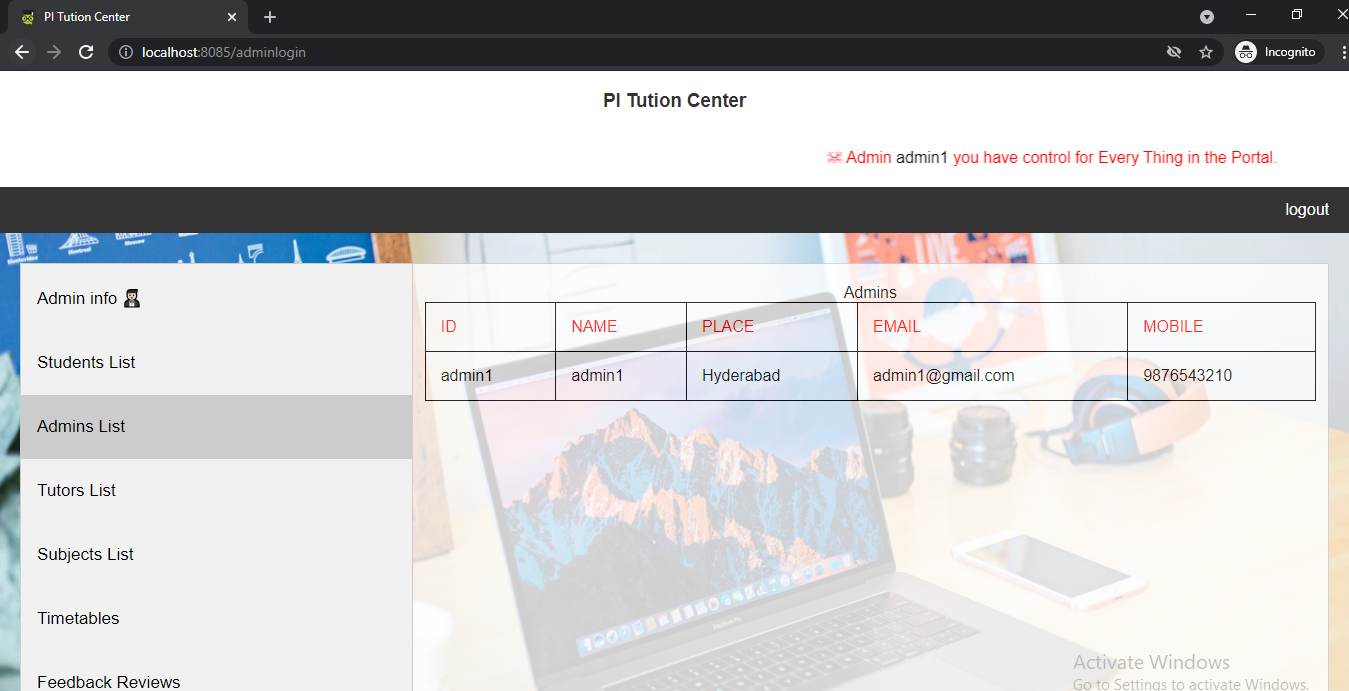 PI Tution Center
localhost:8085/adminlogin
Incognito
PI Tution Center
Admin admin1 you have control for Every Thing in the Portal.
logout
Admin info
Students List
Admins List
Tutors List
Subjects List
Timetables
Feedback Reviews
Admins
ID NAME PLACE EMAIL MOBILE
admin1 admin1 Hyderabad admin1@gmail.com 9876543210
LIVE
Activate Windows
Go to Settings to activate Windows.